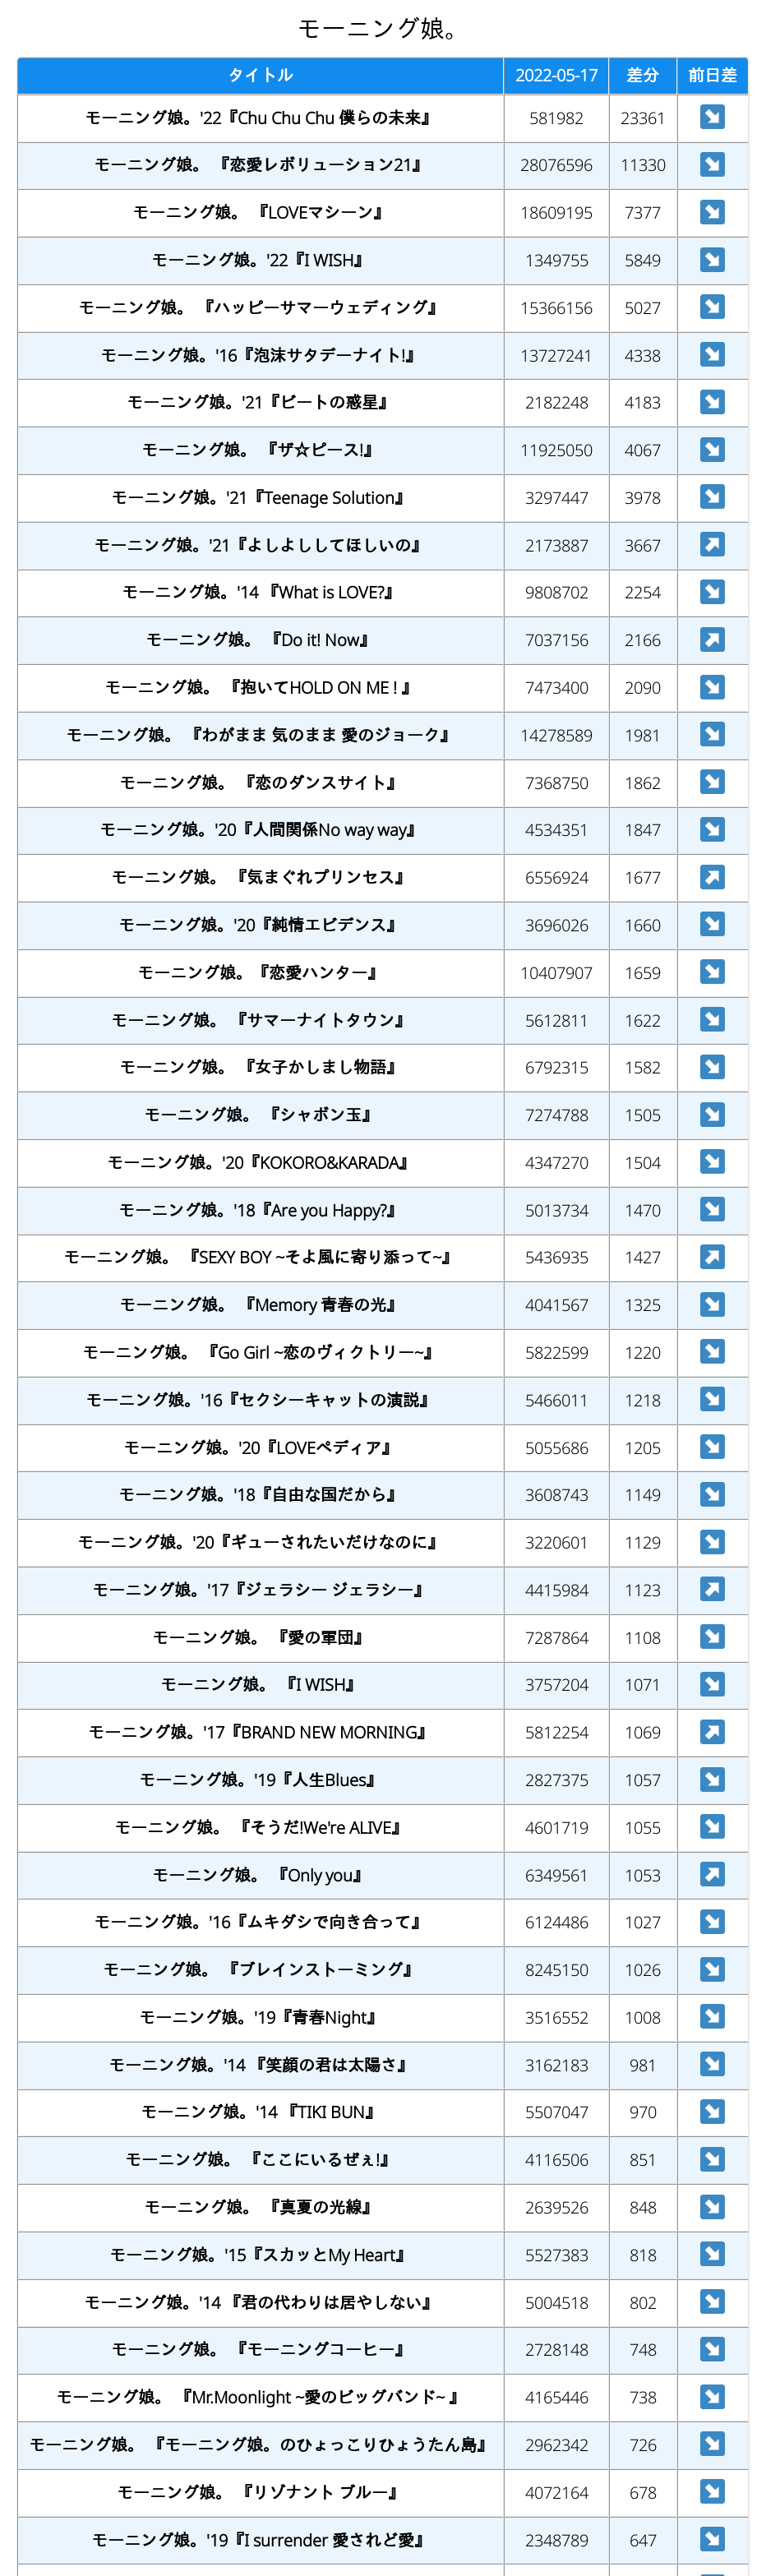 モーニング娘。
タイトル 2022-05-17 差分 前日差
モーニング娘。'22『Chu Chu Chu 僕らの未来』 581982 23361 ↘
モーニング娘。 『恋愛レボリューション21』 28076596 11330 ↘
モーニング娘。 『LOVEマシーン』 18609195 7377 ↘
モーニング娘。'22『I WISH』 1349755 5849 ↘
モーニング娘。 『ハッピーサマーウェディング』 15366156 5027 ↘
モーニング娘。'16『泡沫サタデーナイト!』 13727241 4338 ↘
モーニング娘。'21『ビートの惑星』 2182248 4183 ↘
モーニング娘。 『ザ☆ピース!』 11925050 4067 ↘
モーニング娘。'21『Teenage Solution』 3297447 3978 ↘
モーニング娘。'21『よしよししてほしいの』 2173887 3667 ↗
モーニング娘。'14 『What is LOVE?』 9808702 2254 ↘
モーニング娘。 『Do it! Now』 7037156 2166 ↗
モーニング娘。 『抱いてHOLD ON ME ! 』 7473400 2090 ↘
モーニング娘。 『わがまま 気のまま 愛のジョーク』 14278589 1981 ↘
モーニング娘。 『恋のダンスサイト』 7368750 1862 ↘
モーニング娘。'20『人間関係No way way』 4534351 1847 ↘
モーニング娘。 『気まぐれプリンセス』 6556924 1677 ↗
モーニング娘。'20『純情エビデンス』 3696026 1660 ↘
モーニング娘。『恋愛ハンター』 10407907 1659 ↘
モーニング娘。 『サマーナイトタウン』 5612811 1622 ↘
モーニング娘。 『女子かしまし物語』 6792315 1582 ↘
モーニング娘。 『シャボン玉』 7274788 1505 ↘
モーニング娘。'20『KOKORO&KARADA』 4347270 1504 ↘
モーニング娘。'18『Are you Happy?』 5013734 1470 ↘
モーニング娘。 『SEXY BOY ~そよ風に寄り添って~』 5436935 1427 ↗
モーニング娘。 『Memory 青春の光』 4041567 1325 ↘
モーニング娘。 『Go Girl ~恋のヴィクトリー~』 5822599 1220 ↘
モーニング娘。'16『セクシーキャットの演説』 5466011 1218 ↘
モーニング娘。'20『LOVEペディア』 5055686 1205 ↘
モーニング娘。'18『自由な国だから』 3608743 1149 ↘
モーニング娘。'20『ギューされたいだけなのに』 3220601 1129 ↘
モーニング娘。'17『ジェラシー ジェラシー』 4415984 1123 ↗
モーニング娘。 『愛の軍団』 7287864 1108 ↘
モーニング娘。 『I WISH』 3757204 1071 ↘
モーニング娘。'17『BRAND NEW MORNING』 5812254 1069 ↗
モーニング娘。'19『人生Blues』 2827375 1057 ↘
モーニング娘。 『そうだ!We're ALIVE』 4601719 1055 ↘
モーニング娘。 『Only you』 6349561 1053 ↗
モーニング娘。'16『ムキダシで向き合って』 6124486 1027 ↘
モーニング娘。 『ブレインストーミング』 8245150 1026 ↘
モーニング娘。'19『青春Night』 3516552 1008 ↘
モーニング娘。'14 『笑顔の君は太陽さ』 3162183 981 ↘
モーニング娘。'14 『TIKI BUN』 5507047 970 ↘
モーニング娘。 『ここにいるぜぇ!』 4116506 851 ↘
モーニング娘。 『真夏の光線』 2639526 848 ↘
モーニング娘。'15『スカッとMy Heart』 5527383 818 ↘
モーニング娘。'14 『君の代わりは居やしない』 5004518 802 ↘
モーニング娘。 『モーニングコーヒー』 2728148 748 ↘
モーニング娘。 『Mr.Moonlight ~愛のビッグバンド~ 』 4165446 738 ↘
モーニング娘。 『モーニング娘。のひょっこりひょうたん島』 2962342 726 ↘
モーニング娘。 『リゾナント ブルー』 4072164 678 ↘
モーニング娘。'19『I surrender 愛されど愛』 2348789 647 ↘